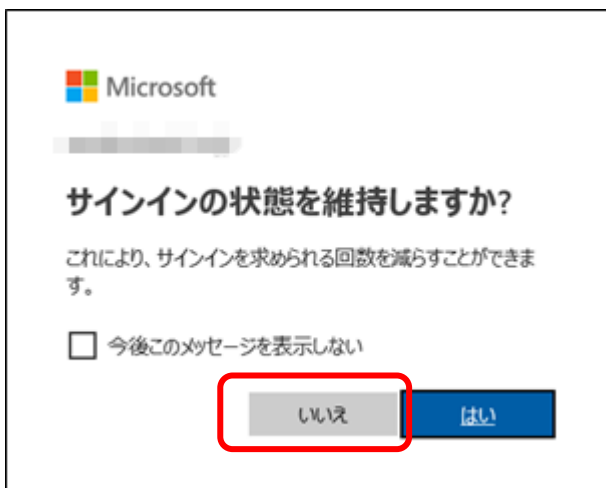 Microsoft
サインインの状態を維持しますか?
これにより、サインインを求められる回数を減らすことができま
す。
今後このメッセージを表示しない
いいえ
はい